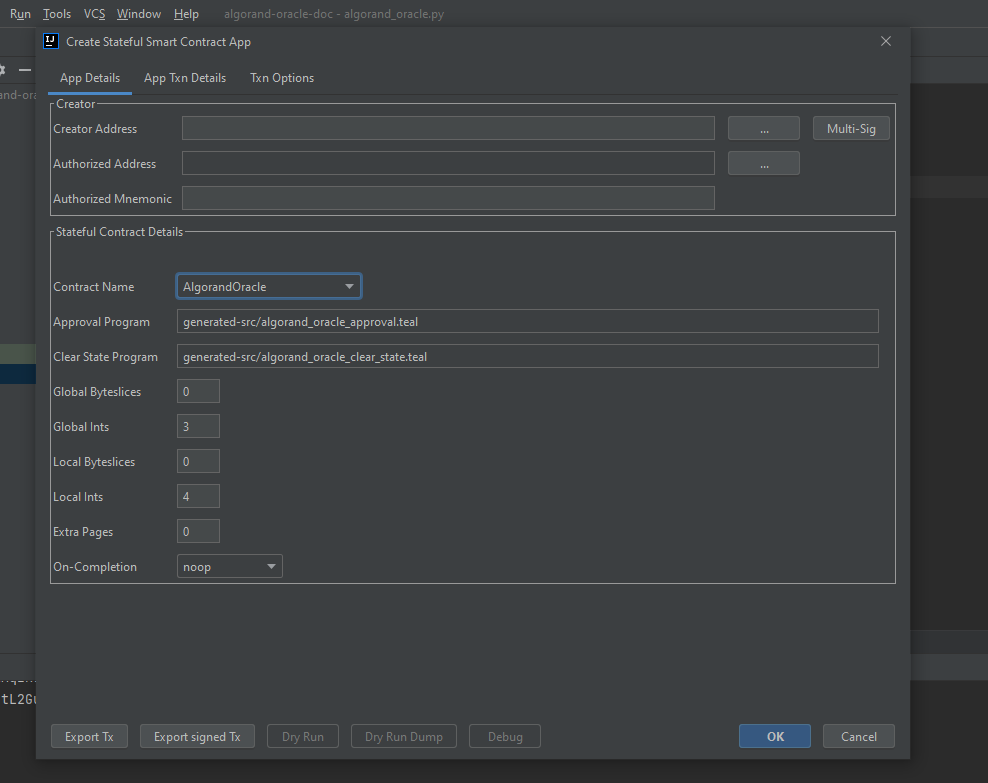 Run Tools VCS Window Help algorand-oracle-doc - algorand_oracle.py
IJ Create Stateful Smart Contract App
App Details App Txn Details Txn Options
and-ora
Creator
Creator Address ... Multi-Sig
Authorized Address ...
Authorized Mnemonic
Stateful Contract Details
Contract Name AlgorandOracle
Approval Program generated-src/algorand_oracle_approval.teal
Clear State Program generated-src/algorand_oracle_clear_state.teal
Global Byteslices 0
Global Ints 3
Local Byteslices 0
Local Ints 4
Extra Pages 0
On-Completion noop
tL2Gu
Export Tx Export signed Tx Dry Run Dry Run Dump Debug OK Cancel